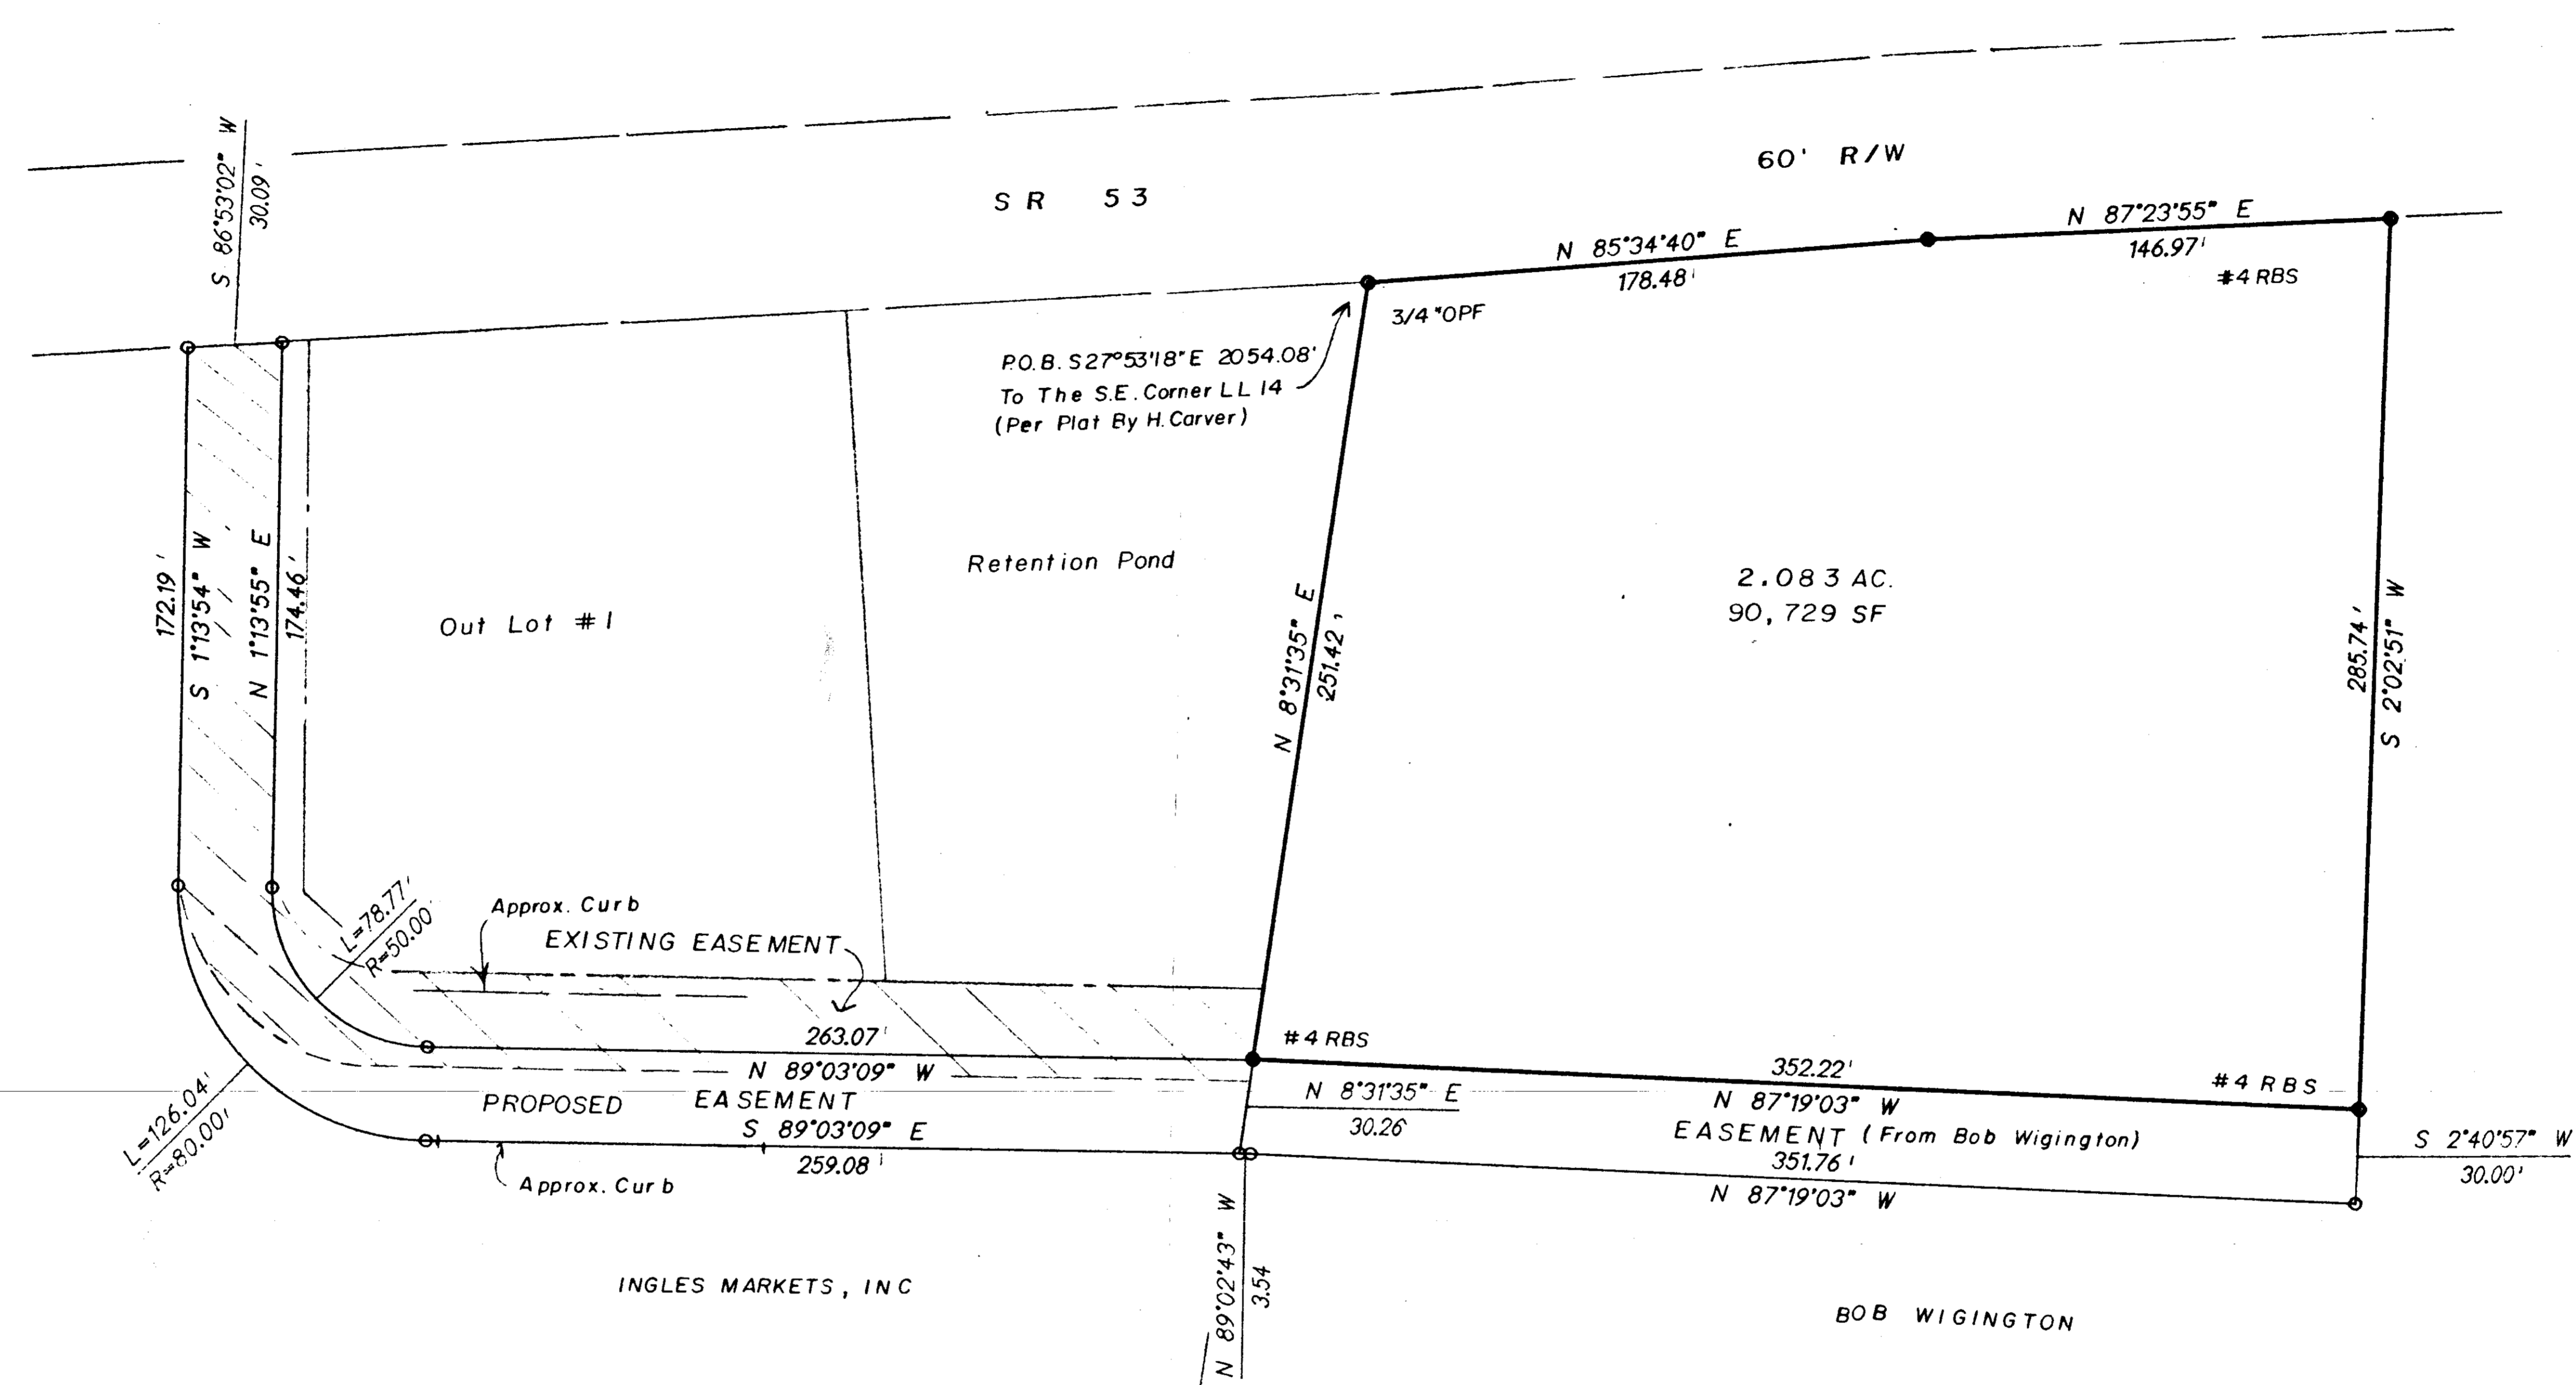 S 86°53'02" W
30.09'
S R 53
60' R/W
N 85°34'40" E
178.48'
N 87°23'55" E
146.97'
#4 RBS
3/4"OPF
P.O.B. S27°53'18"E 2054.08'
To The S.E. Corner LL 14
(Per Plat By H. Carver)
172.19'
S 1°13'54" W
N 1°13'55" E
174.46'
Out Lot #1
Retention Pond
N 8°31'35" E
251.42'
2.083 AC.
90,729 SF
285.74'
S 2°02'51" W
L=78.77'
R=50.00'
Approx. Curb
EXISTING EASEMENT
263.07'
N 89°03'09" W
PROPOSED EASEMENT
S 89°03'09" E
259.08'
Approx. Curb
L=126.04'
R=80.00'
#4 RBS
N 8°31'35" E
30.26
352.22'
N 87°19'03" W
#4 RBS
EASEMENT (From Bob Wigington)
351.76'
N 87°19'03" W
S 2°40'57" W
30.00'
N 89°02'43" W
3.54
INGLES MARKETS, INC
BOB WIGINGTON